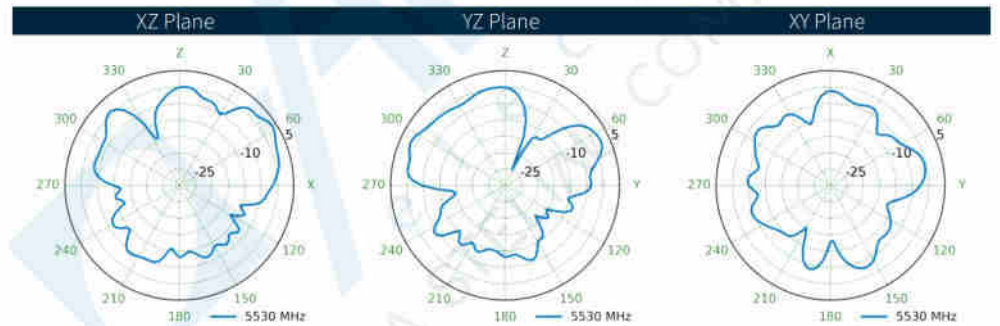 XZ Plane YZ Plane XY Plane
Z Z X
330 30 330 30 330 30
300 60 300 60 300 60
5 5 5
-10 -10 -10
-25 -25 -25
270 X 270 Y 270 Y
240 120 240 120 240 120
210 150 210 150 210 150
180 5530 MHz 180 5530 MHz 180 5530 MHz